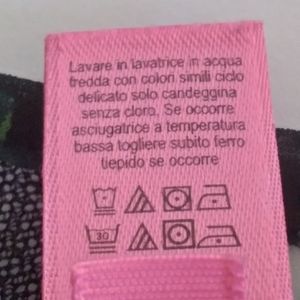 Lavare in lavatrice in acqua
fredda con colori simili ciclo
delicato solo candeggina
senza cloro. Se occorre
asciugatrice a temperatura
bassa togliere subito ferro
tiepido se occorre
30